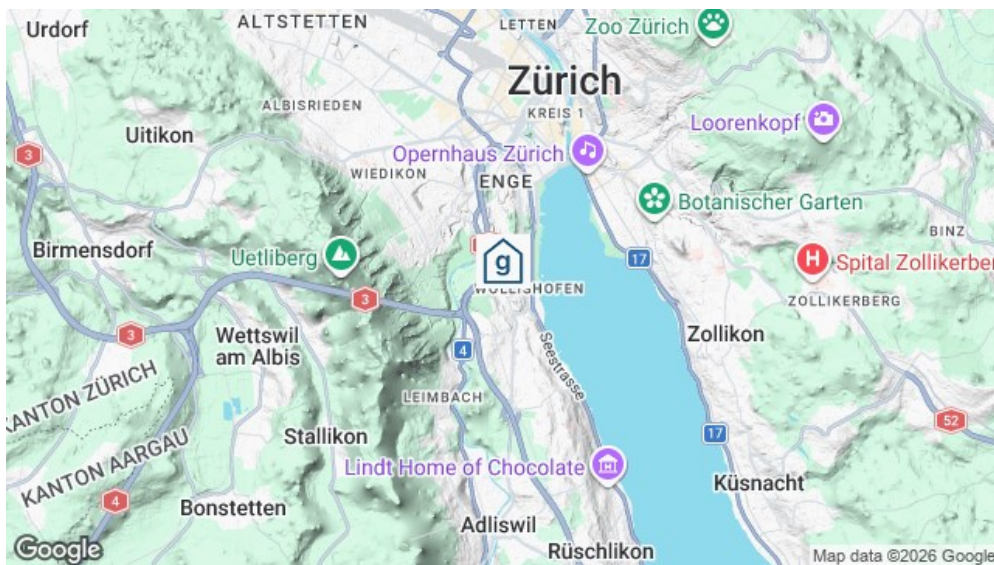 Urdorf
ALTSTETTEN
LETTEN
Zoo Zürich
Zürich
KREIS 1
ALBISRIEDEN
Loorenkopf
3
Uitikon
Opernhaus Zürich
WIEDIKON
ENGE
Botanischer Garten
BINZ
Birmensdorf
Uetliberg
g
17
H
Spital Zollikerber
WOLLISHOFEN
3
ZOLLIKERBERG
3
Wettswil
am Albis
4
Zollikon
Seestrasse
KANTON ZÜRICH
LEIMBACH
KANTON AARGAU
Stallikon
17
52
Lindt Home of Chocolate
Küsnacht
4
Bonstetten
Adliswil
Rüschlikon
Google
Map data ©2026 Google